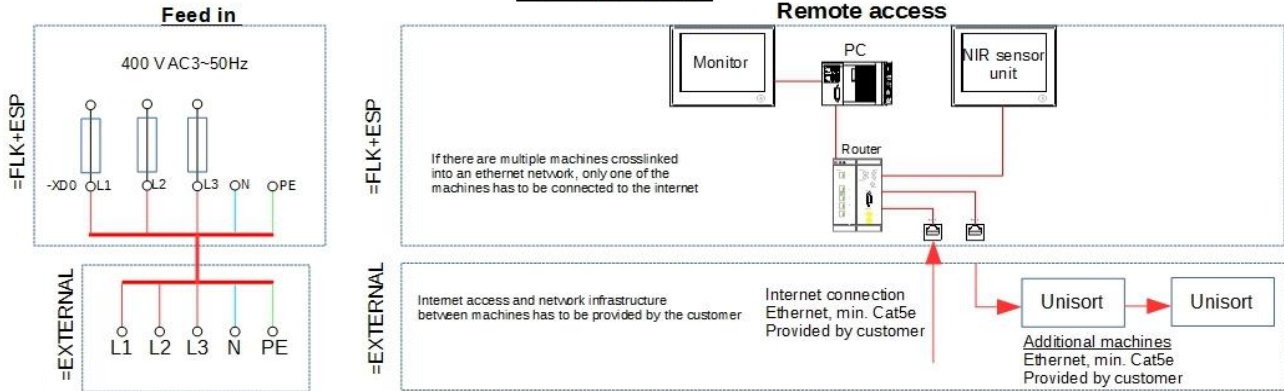 Feed in
=FLK+ESP
400 V AC3~50Hz
-XD0 L1 L2 L3 N PE
=EXTERNAL
L1 L2 L3 N PE
Remote access
=FLK+ESP
Monitor
PC
NIR sensor
unit
Router
If there are multiple machines crosslinked
into an ethernet network, only one of the
machines has to be connected to the internet
=EXTERNAL
Internet access and network infrastructure
between machines has to be provided by the customer
Internet connection
Ethernet, min. Cat5e
Provided by customer
Unisort
Unisort
Additional machines
Ethernet, min. Cat5e
Provided by customer